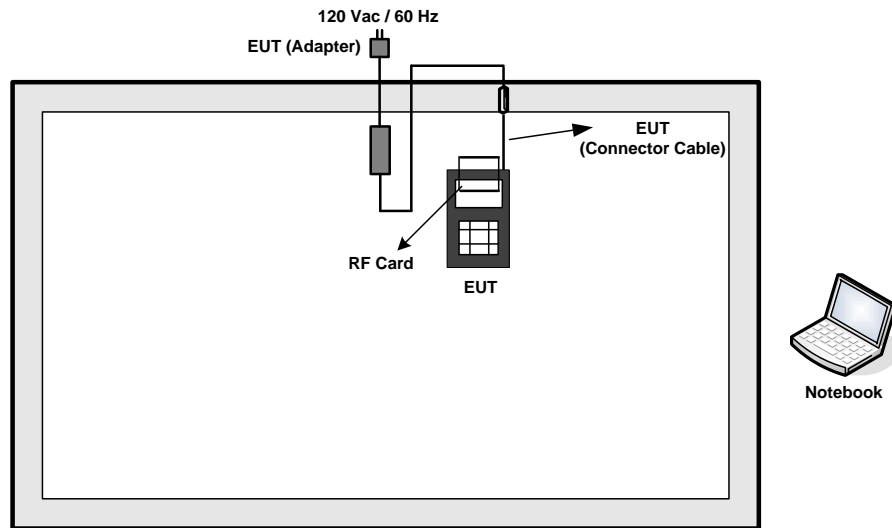 120 Vac / 60 Hz
EUT (Adapter)
EUT
(Connector Cable)
RF Card
EUT
Notebook